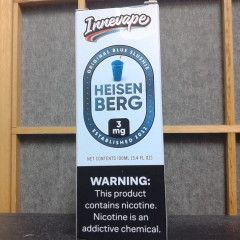 Innevape
ORIGINAL BLUE SLUSHIE
HEISEN
BERG
3
mg
ESTABLISHED 2021
NET CONTENTS 100ML (3.4 fl oz)
WARNING:
This product
contains nicotine.
Nicotine is an
addictive chemical.